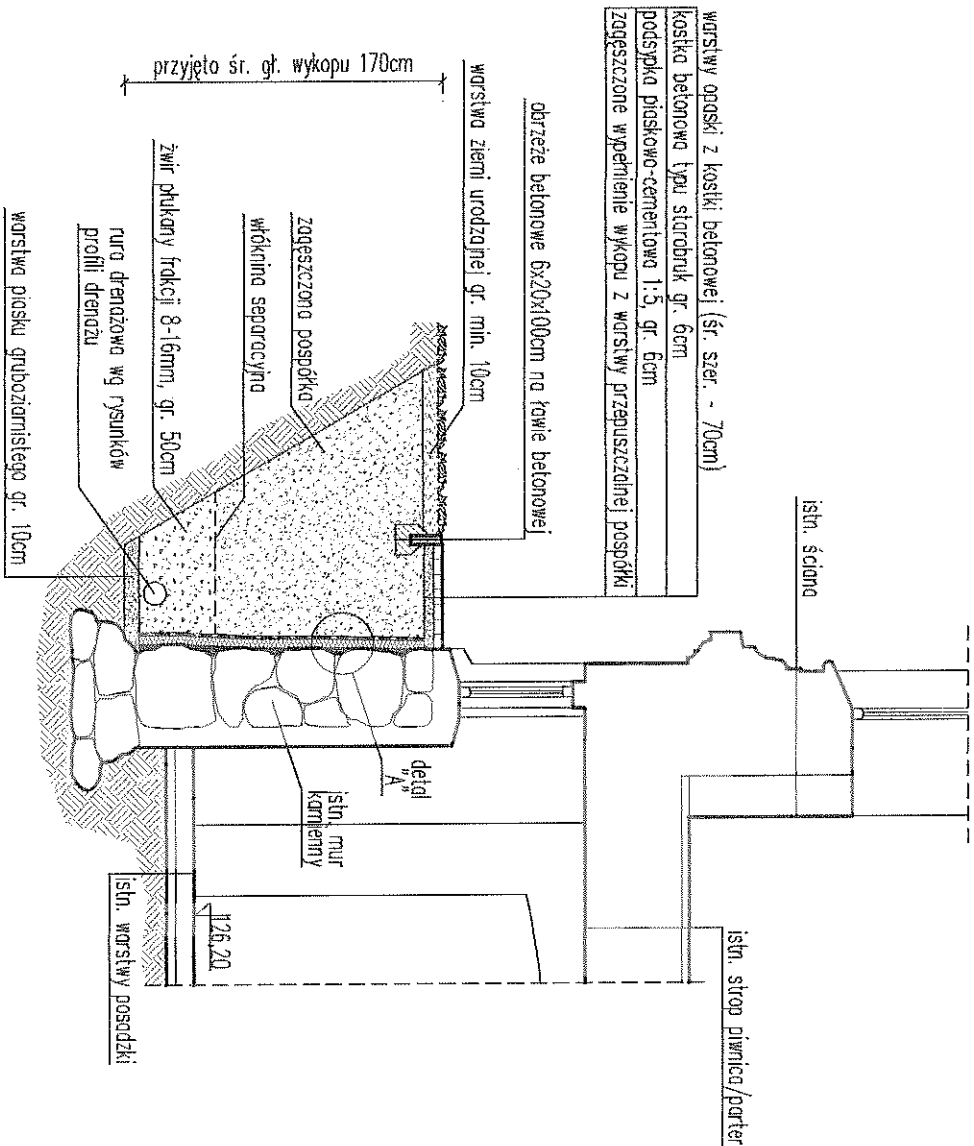 warstwy opaski z kostki betonowej (śr. szer. ~ 70cm)
kostka betonowa typu starobruk gr. 6cm
podsypka piaskowo-cementowa 1:5, gr. 6cm
zagęszczone wypełnienie wykopu z warstwy przepuszczalnej pospółki
obrzeże betonowe 6x20x100cm na ławie betonowej
warstwa ziemi urodzajnej gr. min. 10cm
przyjęto śr. gł. wykopu 170cm
zagęszczona pospółka
włóknina separacyjna
żwir płukany frakcji 8-16mm, gr. 50cm
rura drenażowa wg rysunków
profili drenażu
warstwa piasku gruboziarnistego gr. 10cm
istn. ściana
detal
„A"
istn. mur
kamienny
126,20
istn. warstwy posadzki
istn. strop piwnica/parter